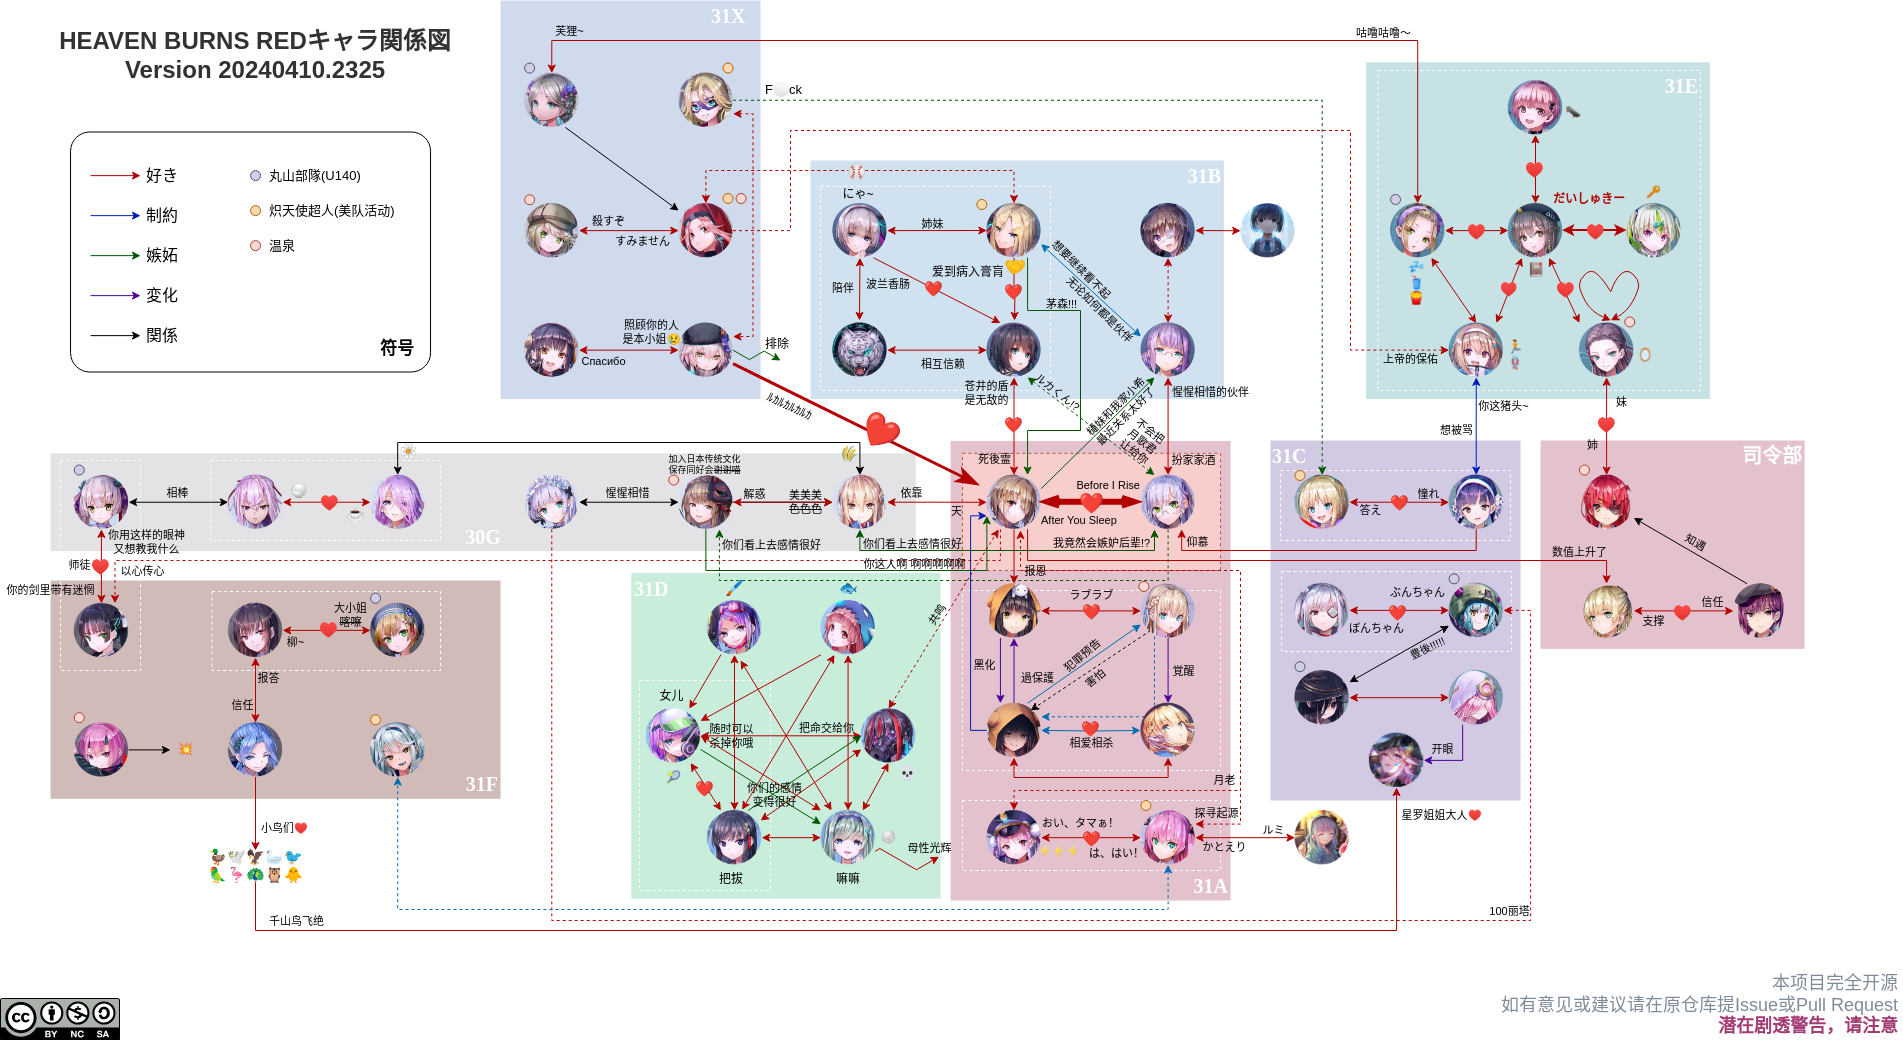 HEAVEN BURNS REDキャラ関係図
Version 20240410.2325
好き
制約
嫉妬
変化
関係
丸山部隊(U140)
炽天使超人(美队活动)
温泉
符号
31X
芙狸~
咕噜咕噜~
F ck
殺すぞ
すみません
照顾你的人
是本小姐
Спасибо
排除
ルカルカルカルカ
31B
にゃ~
姉妹
爱到病入膏肓
陪伴
波兰香肠
相互信赖
茅森!!!
想要继续看不起
无论如何都是伙伴
苍井的盾
是无敌的
ルカくん!?
樋妹和我家小希
最近关系太好了
不会把
月歌君
让给你
惺惺相惜的伙伴
31E
だいしゅきー
上帝的保佑
你这猪头~
想被骂
妹
姉
30G
相棒
惺惺相惜
加入日本传统文化
保存同好会谢谢喵
解惑
美美美
色色色
依靠
天
你用这样的眼神
又想教我什么
师徒
以心传心
你的剑里带有迷惘
你们看上去感情很好
你们看上去感情很好
你这人啊 啊啊啊啊啊
我竟然会嫉妒后辈!?
死後霊
扮家家酒
Before I Rise
After You Sleep
仰慕
报恩
31F
大小姐
喀嚓
柳~
报答
信任
小鸟们
千山鸟飞绝
31D
女儿
随时可以
杀掉你哦
把命交给你
你们的感情
变得很好
把拔
嘛嘛
母性光辉
共鸣
31A
ラブラブ
黑化
過保護
犯罪预告
害怕
覚醒
相爱相杀
月老
おい、タマぁ!
は、はい!
探寻起源
ルミ
かとえり
31C
憧れ
答え
ぶんちゃん
ぼんちゃん
豊後!!!!!
开眼
星罗姐姐大人
100丽塔
司令部
数值上升了
知遇
支撑
信任
本项目完全开源
如有意见或建议请在原仓库提Issue或Pull Request
潜在剧透警告，请注意
cc
BY NC SA